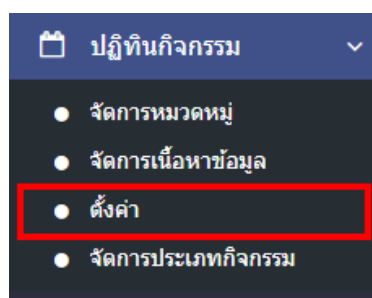 ปฏิทินกิจกรรม
จัดการหมวดหมู่
จัดการเนื้อหาข้อมูล
ตั้งค่า
จัดการประเภทกิจกรรม